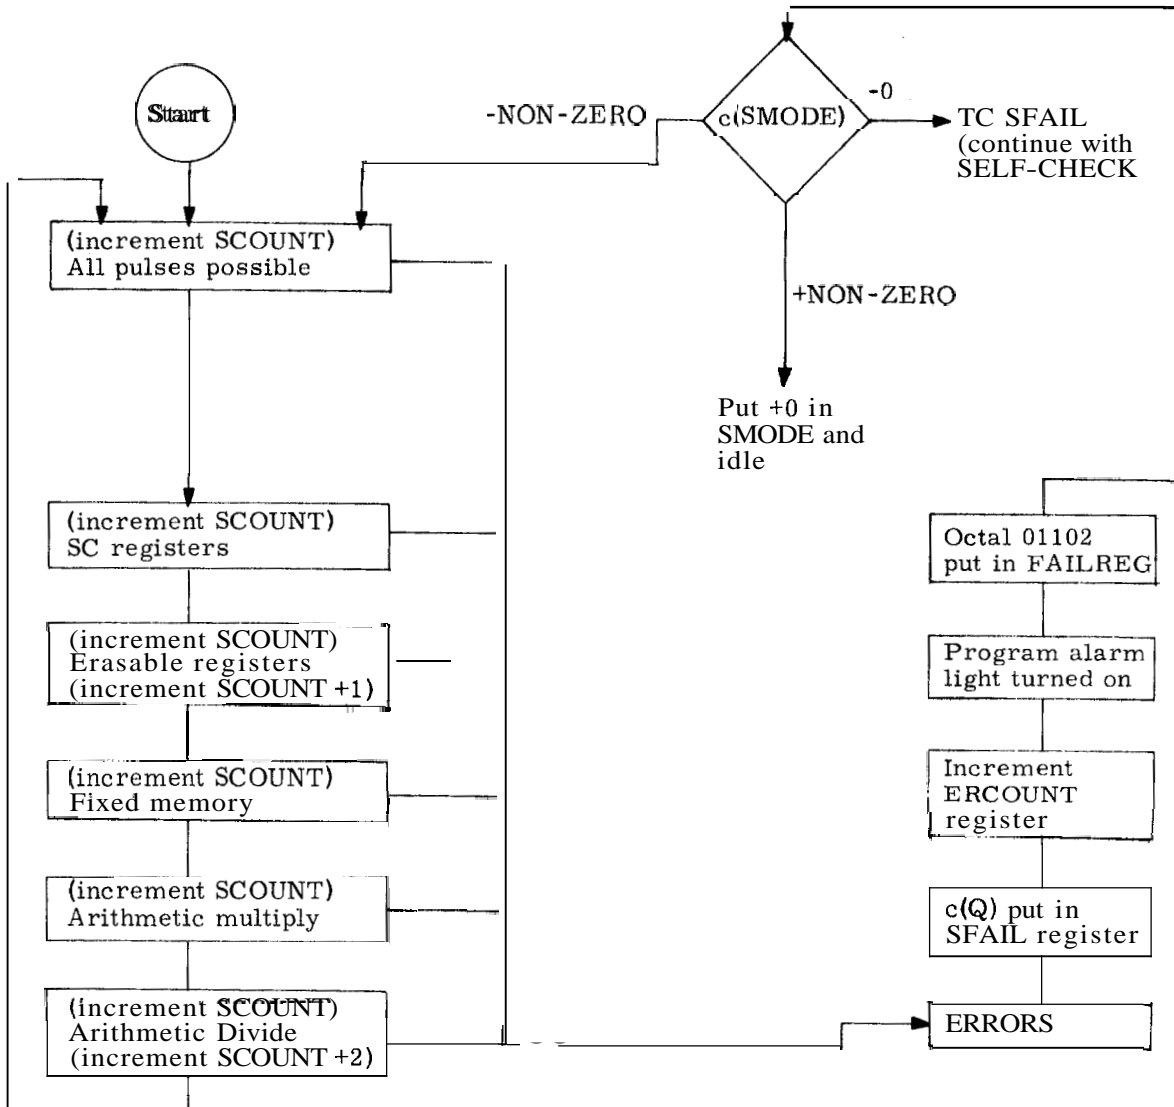 Start
-NON-ZERO
c(SMODE)
-0
TC SFAIL
(continue with
SELF-CHECK
(increment SCOUNT)
All pulses possible
+NON-ZERO
Put +0 in
SMODE and
idle
(increment SCOUNT)
SC registers
(increment SCOUNT)
Erasable registers
(increment SCOUNT +1)
(increment SCOUNT)
Fixed memory
(increment SCOUNT)
Arithmetic multiply
(increment SCOUNT)
Arithmetic Divide
(increment SCOUNT +2)
Octal 01102
put in FAILREG
Program alarm
light turned on
Increment
ERCOUNT
register
c(Q) put in
SFAIL register
ERRORS